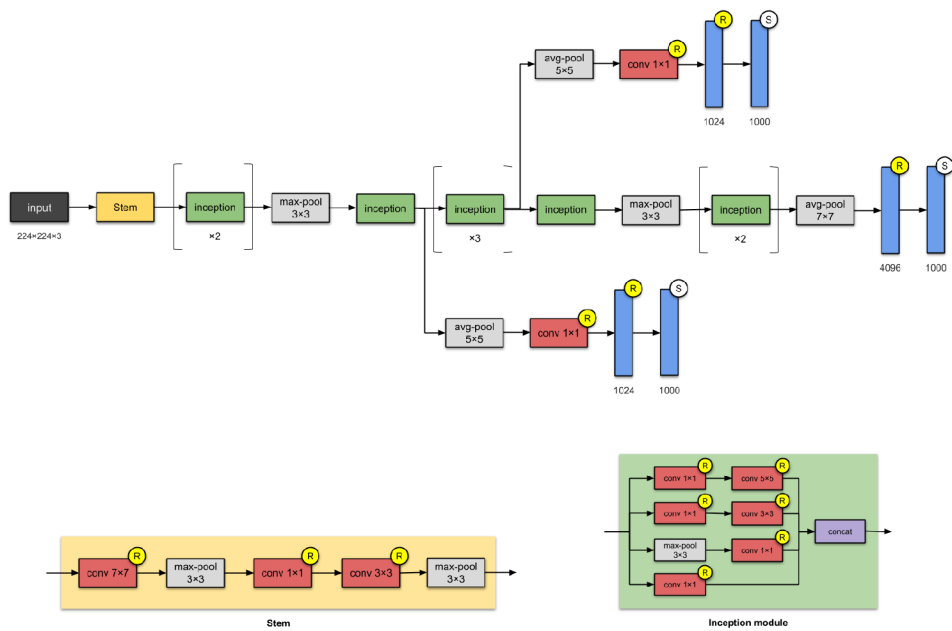 R
S
avg-pool
5×5
conv 1×1
1024
1000
R
S
input
Stem
inception
max-pool
3×3
inception
inception
inception
max-pool
3×3
inception
avg-pool
7×7
224×224×3
×2
×3
×2
4096
1000
R
S
R
avg-pool
5×5
conv 1×1
1024
1000
R
R
conv 1×1
conv 5×5
R
R
conv 1×1
conv 3×3
concat
R
max-pool
3×3
conv 1×1
R
conv 1×1
R
R
R
conv 7×7
max-pool
3×3
conv 1×1
conv 3×3
max-pool
3×3
Stem
Inception module
R